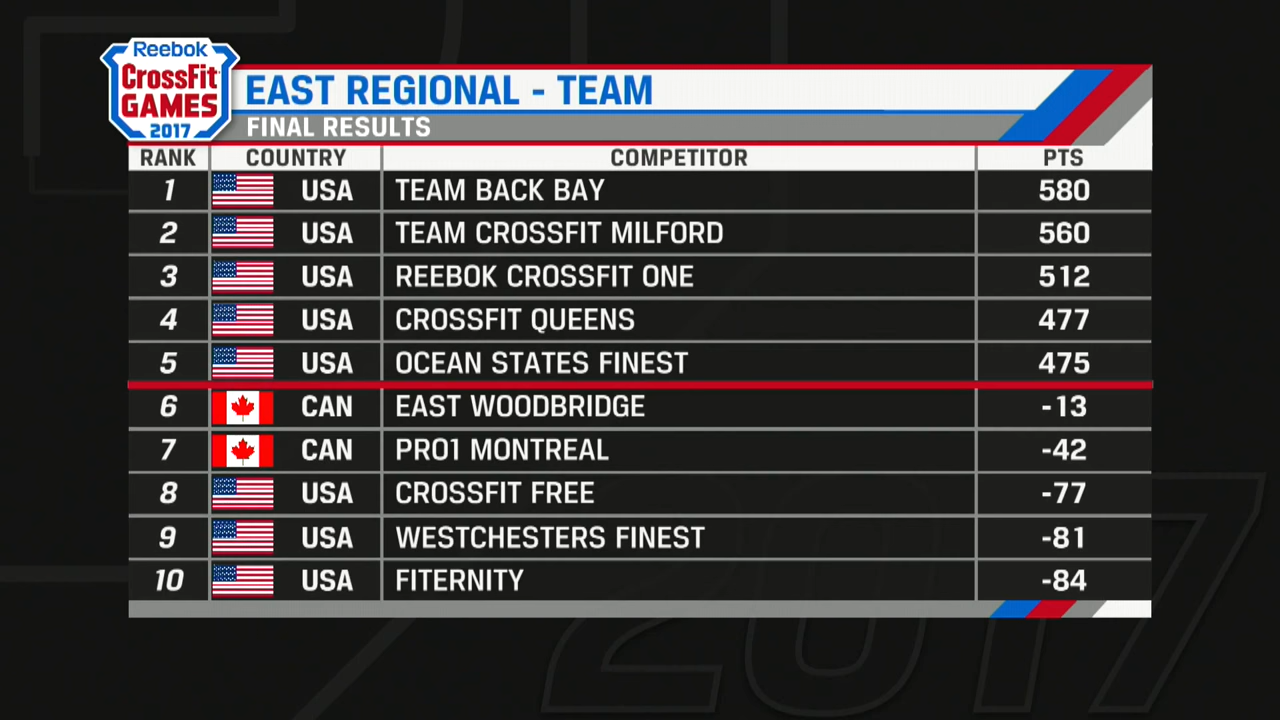 Reebok
CrossFit
GAMES
2017
EAST REGIONAL - TEAM
FINAL RESULTS
RANK COUNTRY COMPETITOR PTS
1 USA TEAM BACK BAY 580
2 USA TEAM CROSSFIT MILFORD 560
3 USA REEBOK CROSSFIT ONE 512
4 USA CROSSFIT QUEENS 477
5 USA OCEAN STATES FINEST 475
6 CAN EAST WOODBRIDGE -13
7 CAN PRO1 MONTREAL -42
8 USA CROSSFIT FREE -77
9 USA WESTCHESTERS FINEST -81
10 USA FITERNITY -84
2017